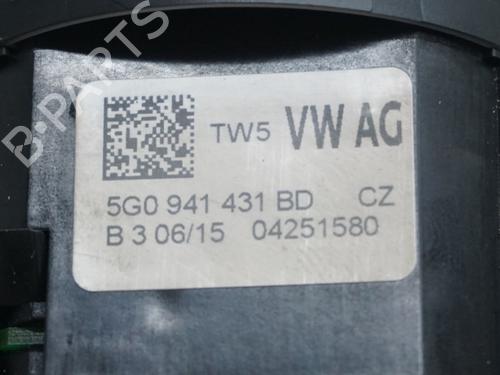 B-PARTS
TW5 VW AG
5G0 941 431 BD CZ
B 3 06/15 04251580